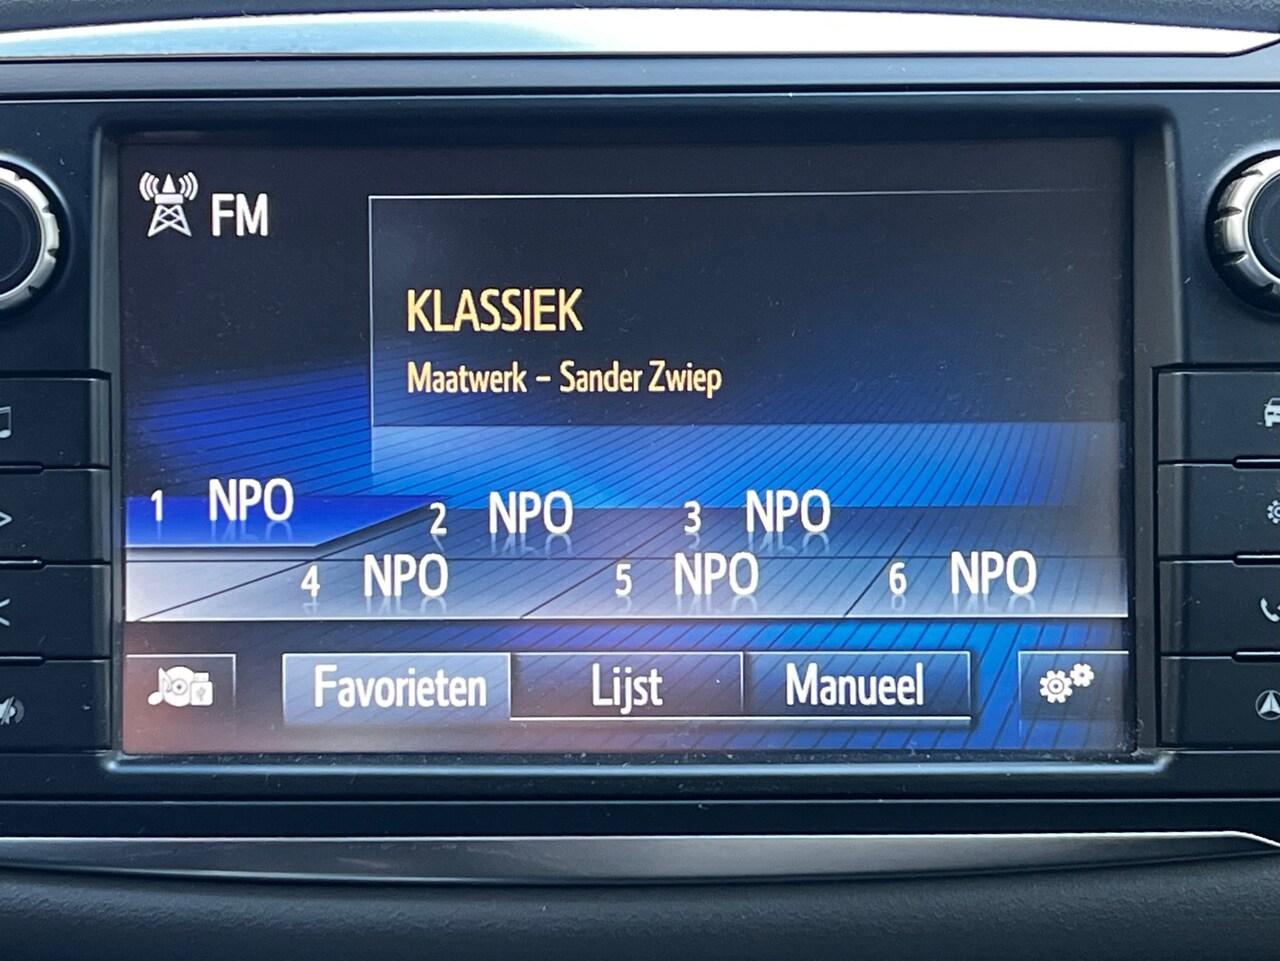 FM
KLASSIEK
Maatwerk – Sander Zwiep
1 NPO
2 NPO
3 NPO
4 NPO
5 NPO
6 NPO
Favorieten
Lijst
Manueel